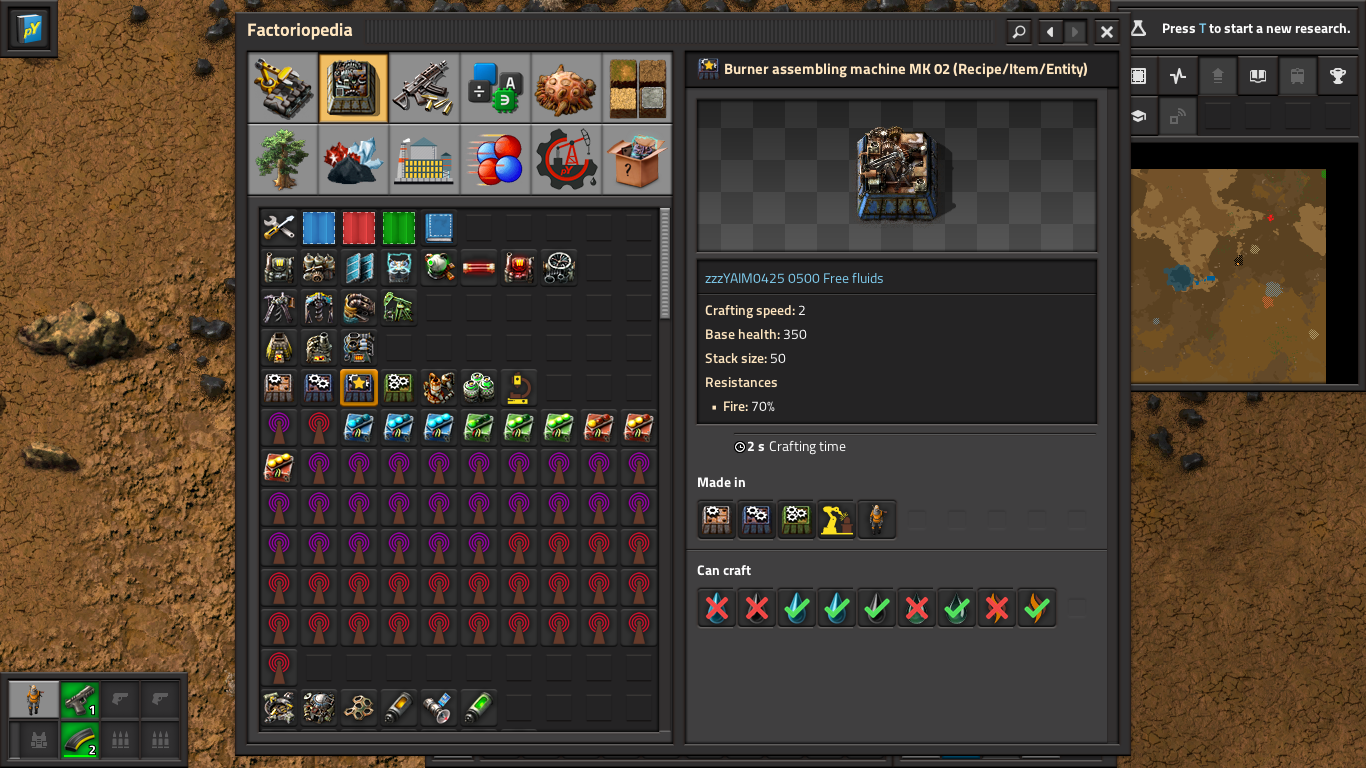 pY
Factoriopedia
Press T to start a new research.
A
÷
?
pY
Burner assembling machine MK 02 (Recipe/Item/Entity)
zzzYAIM0425 0500 Free fluids
Crafting speed: 2
Base health: 350
Stack size: 50
Resistances
▪ Fire: 70%
2 s Crafting time
Made in
Can craft
1
2